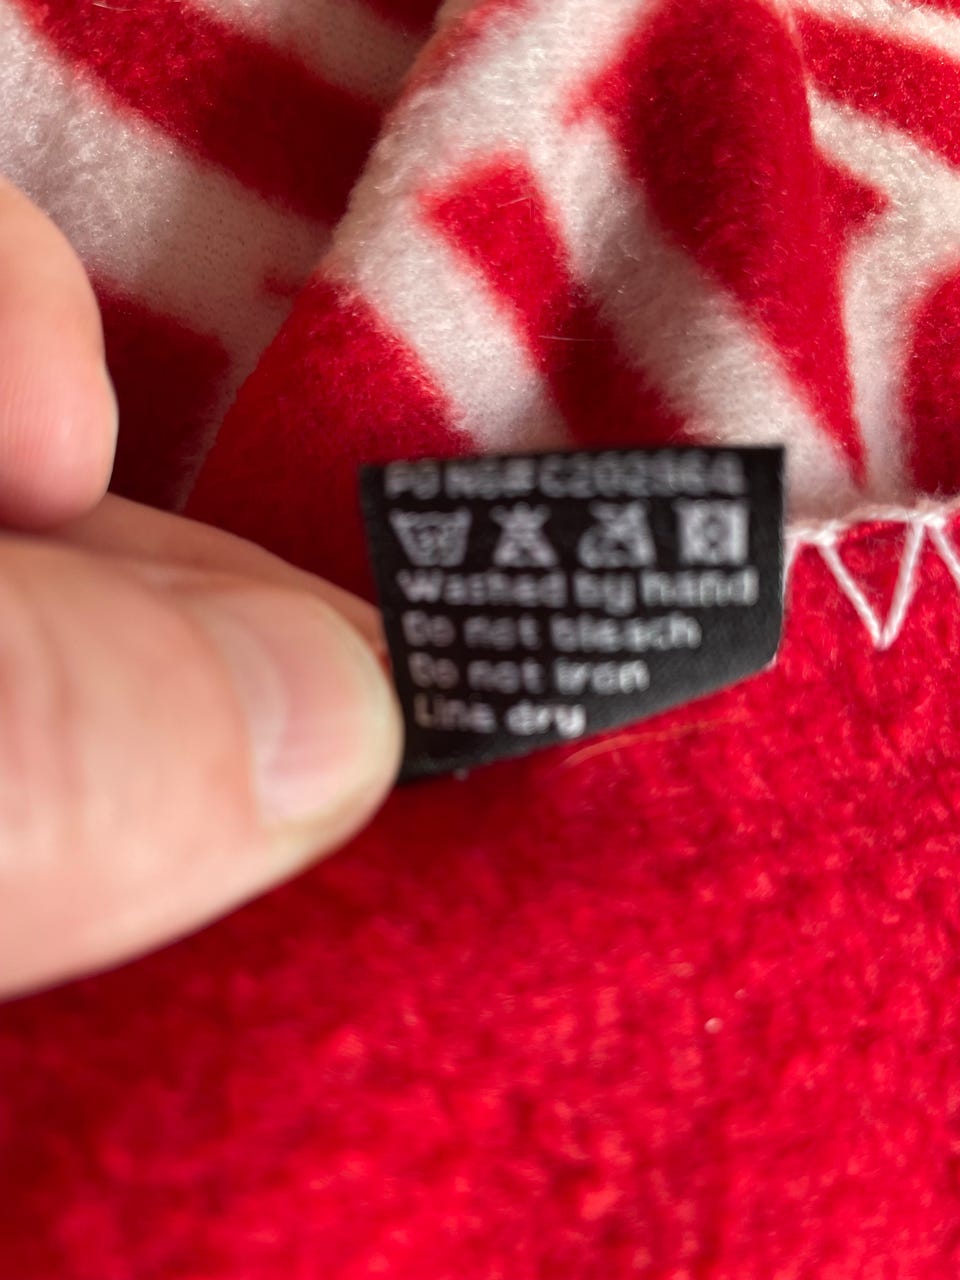 Washed by hand
Do not bleach
Do not iron
Line dry